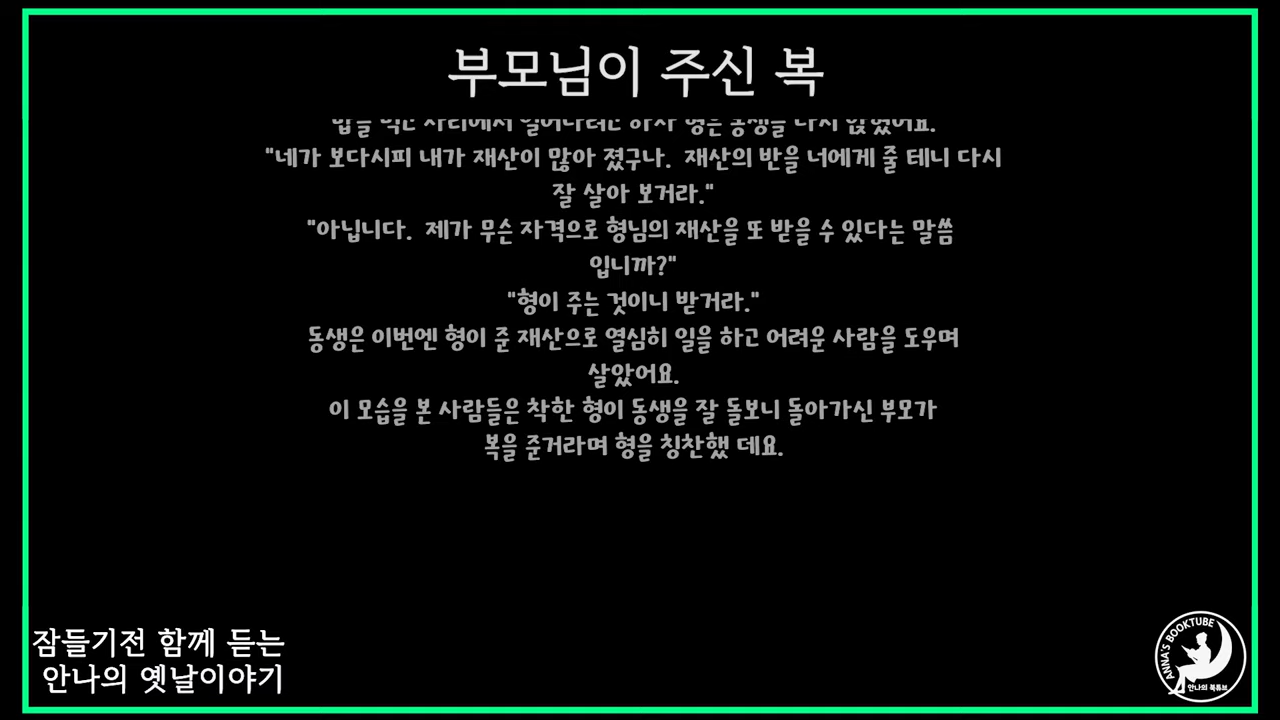 부모님이 주신 복
"네가 보다시피 내가 재산이 많아 졌구나. 재산의 반을 너에게 줄 테니 다시
잘 살아 보거라."
"아닙니다. 제가 무슨 자격으로 형님의 재산을 또 받을 수 있다는 말씀
입니까?"
"형이 주는 것이니 받거라."
동생은 이번엔 형이 준 재산으로 열심히 일을 하고 어려운 사람을 도우며
살았어요.
이 모습을 본 사람들은 착한 형이 동생을 잘 돌보니 돌아가신 부모가
복을 준거라며 형을 칭찬했 데요.
잠들기전 함께 듣는
안나의 옛날이야기
ANNA'S BOOKTUBE
안나의 북튜브